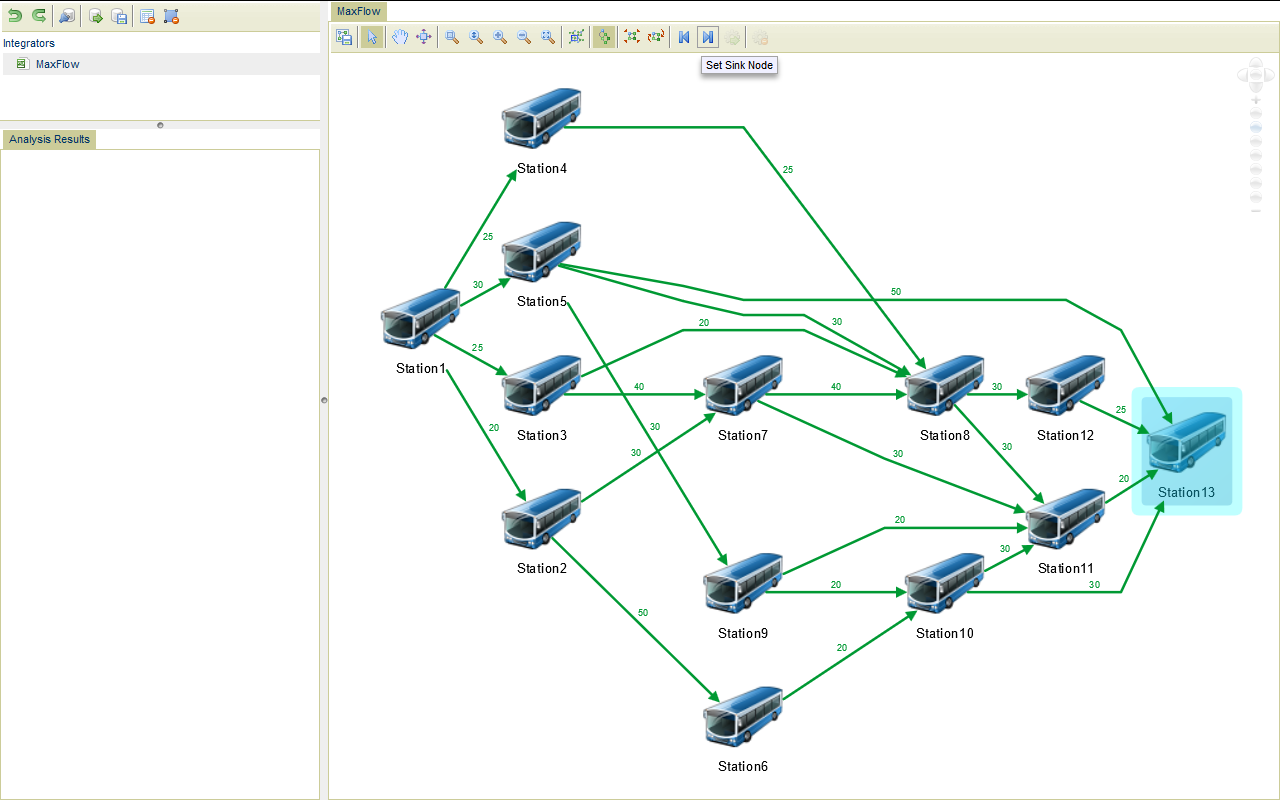 MaxFlow
Integrators
MaxFlow
Set Sink Node
Analysis Results
Station4
25
25
30
Station5
50
30
20
25
Station1
Station3
40
40
30
25
Station7
Station8
Station12
20
30
30
30
30
20
Station13
Station2
50
20
20
30
30
Station11
Station9
Station10
20
Station6